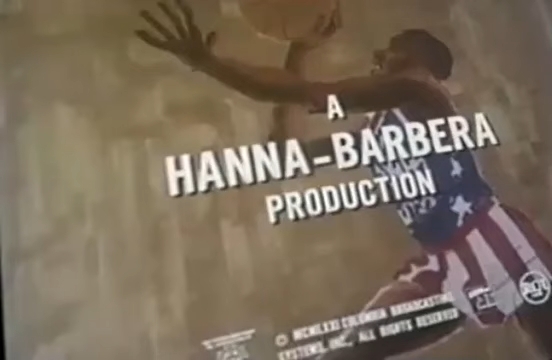 A
HANNA-BARBERA
PRODUCTION
© MCMLXXI COLUMBIA BROADCASTING
SYSTEMS, INC., ALL RIGHTS RESERVED